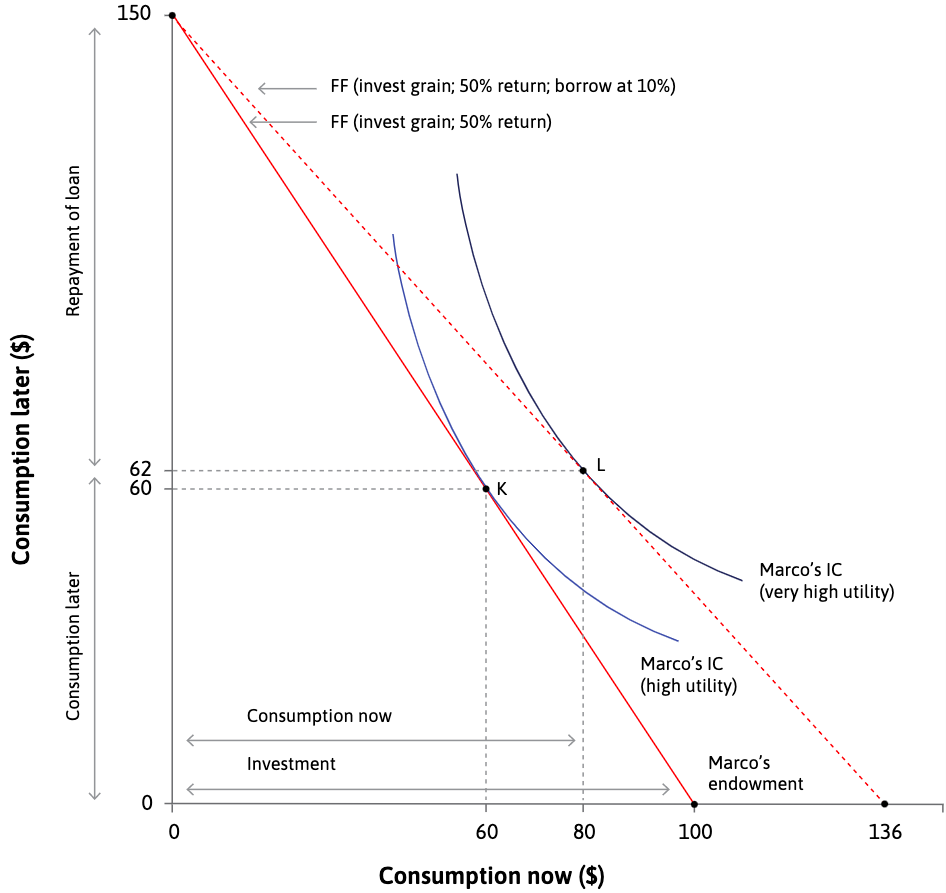 150
FF (invest grain; 50% return; borrow at 10%)
FF (invest grain; 50% return)
Repayment of loan
Consumption later ($)
62
L
60
K
Marco’s IC
(very high utility)
Consumption later
Marco’s IC
(high utility)
Consumption now
Investment
Marco’s
endowment
0
0
60
80
100
136
Consumption now ($)